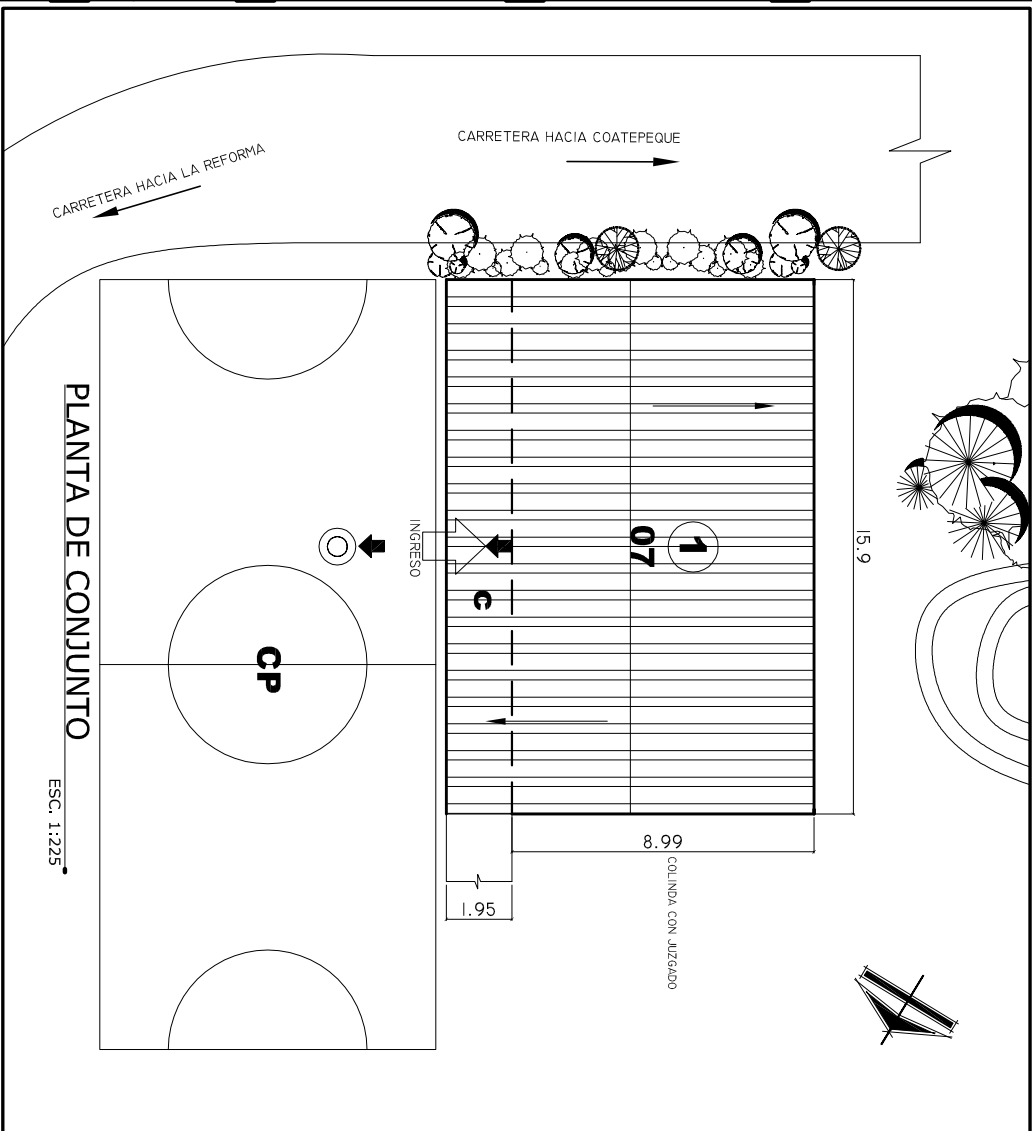 CARRETERA HACIA COATEPEQUE
CARRETERA HACIA LA REFORMA
15.9
1
07
INGRESO
C
CP
8.99
1.95
COLINDA CON JUZGADO
PLANTA DE CONJUNTO
ESC. 1:225